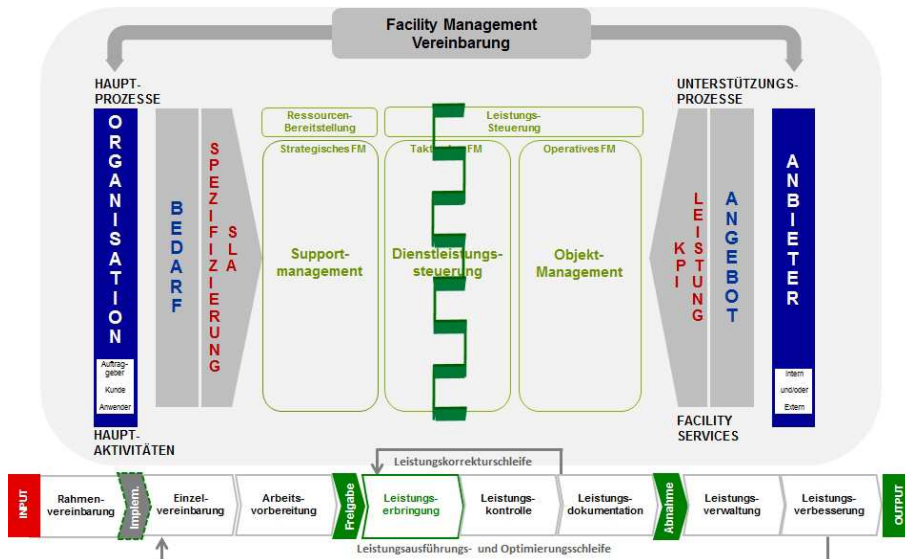 Facility Management
Vereinbarung
HAUPT-
PROZESSE
UNTERSTÜTZUNGS-
PROZESSE
ORGANISATION
Auftrag-
geber
Kunde
Anwender
BEDARF
SPEZIFIZIERUNG
SLA
Ressourcen-
Bereitstellung
Leistungs-
Steuerung
Strategisches FM
FM
Operatives FM
Support-
management
Dienstleistungs-
steuerung
Objekt-
Management
KPI
LEISTUNG
ANGEBOT
ANBIETER
Intern
und/oder
Extern
HAUPT-
AKTIVITÄTEN
FACILITY
SERVICES
Leistungskorrekturschleife
INPUT
Rahmen-
vereinbarung
Implem.
Einzel-
vereinbarung
Arbeits-
vorbereitung
Freigabe
Leistungs-
erbringung
Leistungs-
kontrolle
Leistungs-
dokumentation
Abnahme
Leistungs-
verwaltung
Leistungs-
verbesserung
OUTPUT
Leistungsausführungs- und Optimierungsschleife